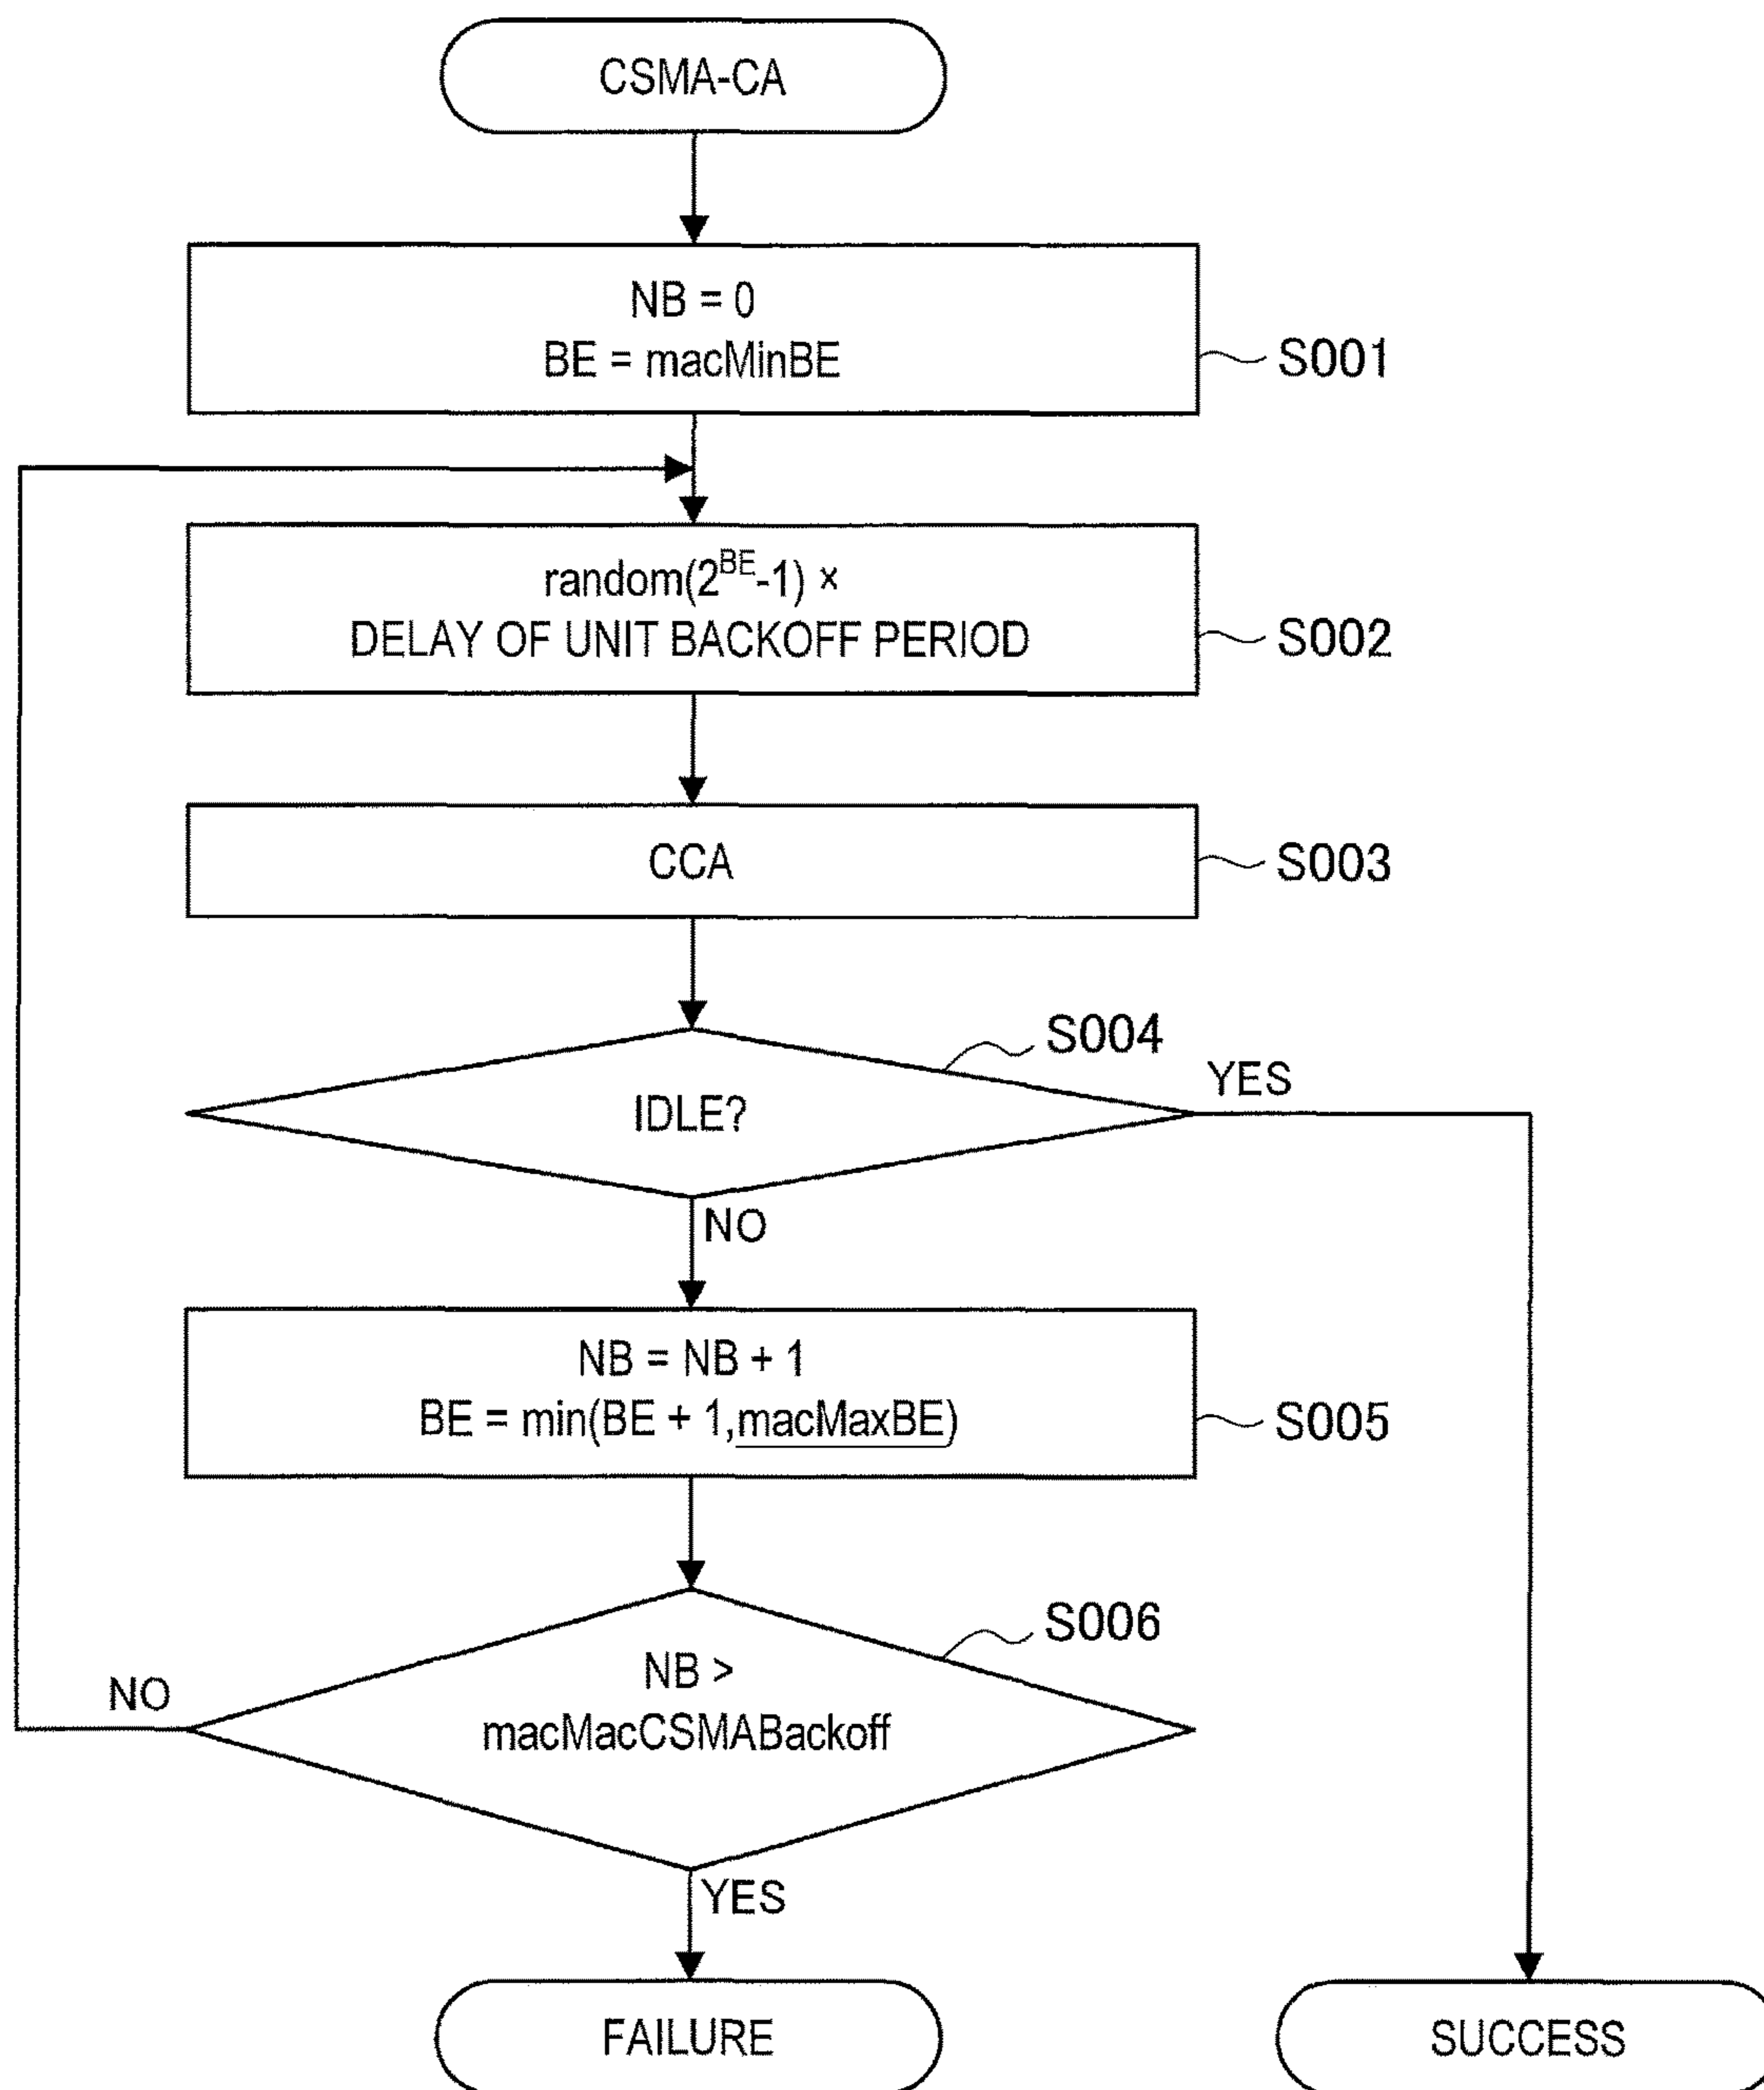 CSMA-CA
NB = 0
BE = macMinBE
S001
random(2^BE-1) ×
DELAY OF UNIT BACKOFF PERIOD
S002
CCA
S003
S004
YES
IDLE?
NO
NB = NB + 1
BE = min(BE + 1,macMaxBE)
S005
S006
NO
NB >
macMacCSMABackoff
YES
FAILURE
SUCCESS